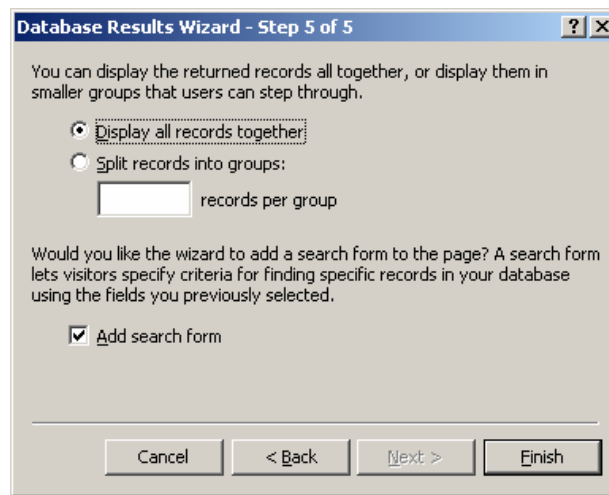 Database Results Wizard - Step 5 of 5
You can display the returned records all together, or display them in
smaller groups that users can step through.
Display all records together
Split records into groups:
records per group
Would you like the wizard to add a search form to the page? A search form
lets visitors specify criteria for finding specific records in your database
using the fields you previously selected.
Add search form
Cancel
< Back
Next >
Finish